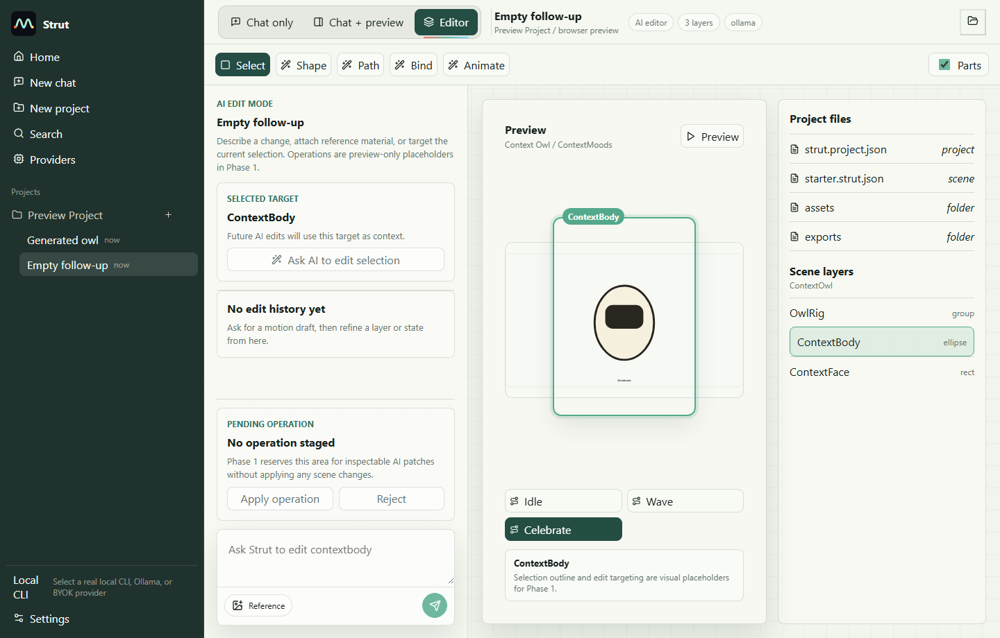 Strut
Home
New chat
New project
Search
Providers
Projects
Preview Project
Generated owl now
Empty follow-up now
Local CLI
Select a real local CLI, Ollama, or
BYOK provider
Settings
Chat only
Chat + preview
Editor
Empty follow-up
Preview Project / browser preview
AI editor
3 layers
ollama
Select
Shape
Path
Bind
Animate
Parts
AI EDIT MODE
Empty follow-up
Describe a change, attach reference material, or target the
current selection. Operations are preview-only placeholders
in Phase 1.
SELECTED TARGET
ContextBody
Future AI edits will use this target as context.
Ask AI to edit selection
No edit history yet
Ask for a motion draft, then refine a layer or state
from here.
PENDING OPERATION
No operation staged
Phase 1 reserves this area for inspectable AI patches
without applying any scene changes.
Apply operation
Reject
Ask Strut to edit contextbody
Reference
Preview
Context Owl / ContextMoods
Preview
ContextBody
Celebrate
Idle
Wave
Celebrate
ContextBody
Selection outline and edit targeting are visual placeholders
for Phase 1.
Project files
strut.project.json project
starter.strut.json scene
assets folder
exports folder
Scene layers
ContextOwl
OwlRig group
ContextBody ellipse
ContextFace rect